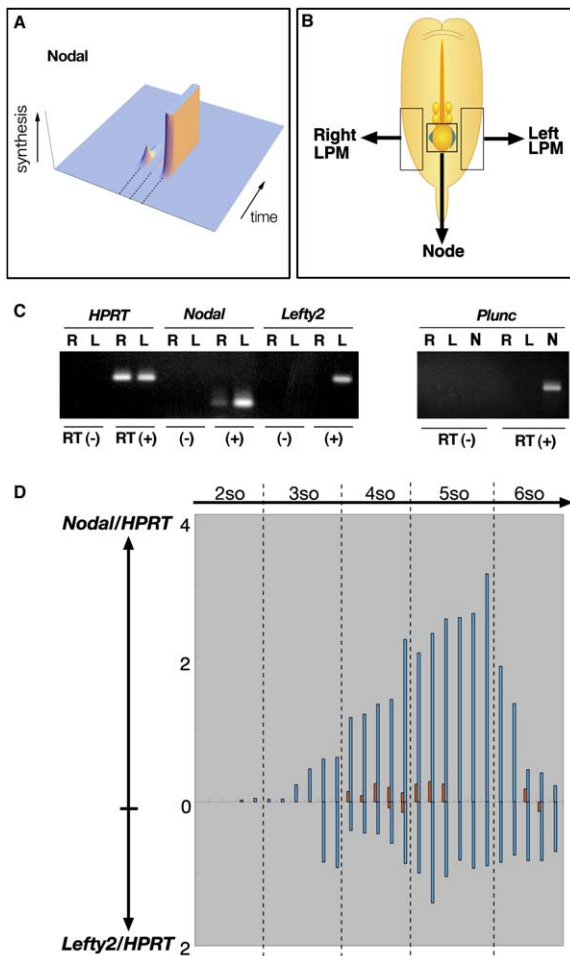 A
Nodal
synthesis
time
B
Right
LPM
Left
LPM
Node
C
HPRT Nodal Lefty2 Plunc
R L R L R L R L R L R L R L N R L N
RT (-) RT (+) (-) (+) (-) (+) RT (-) RT (+)
D
2so 3so 4so 5so 6so
Nodal/HPRT 4
2
0
Lefty2/HPRT 2